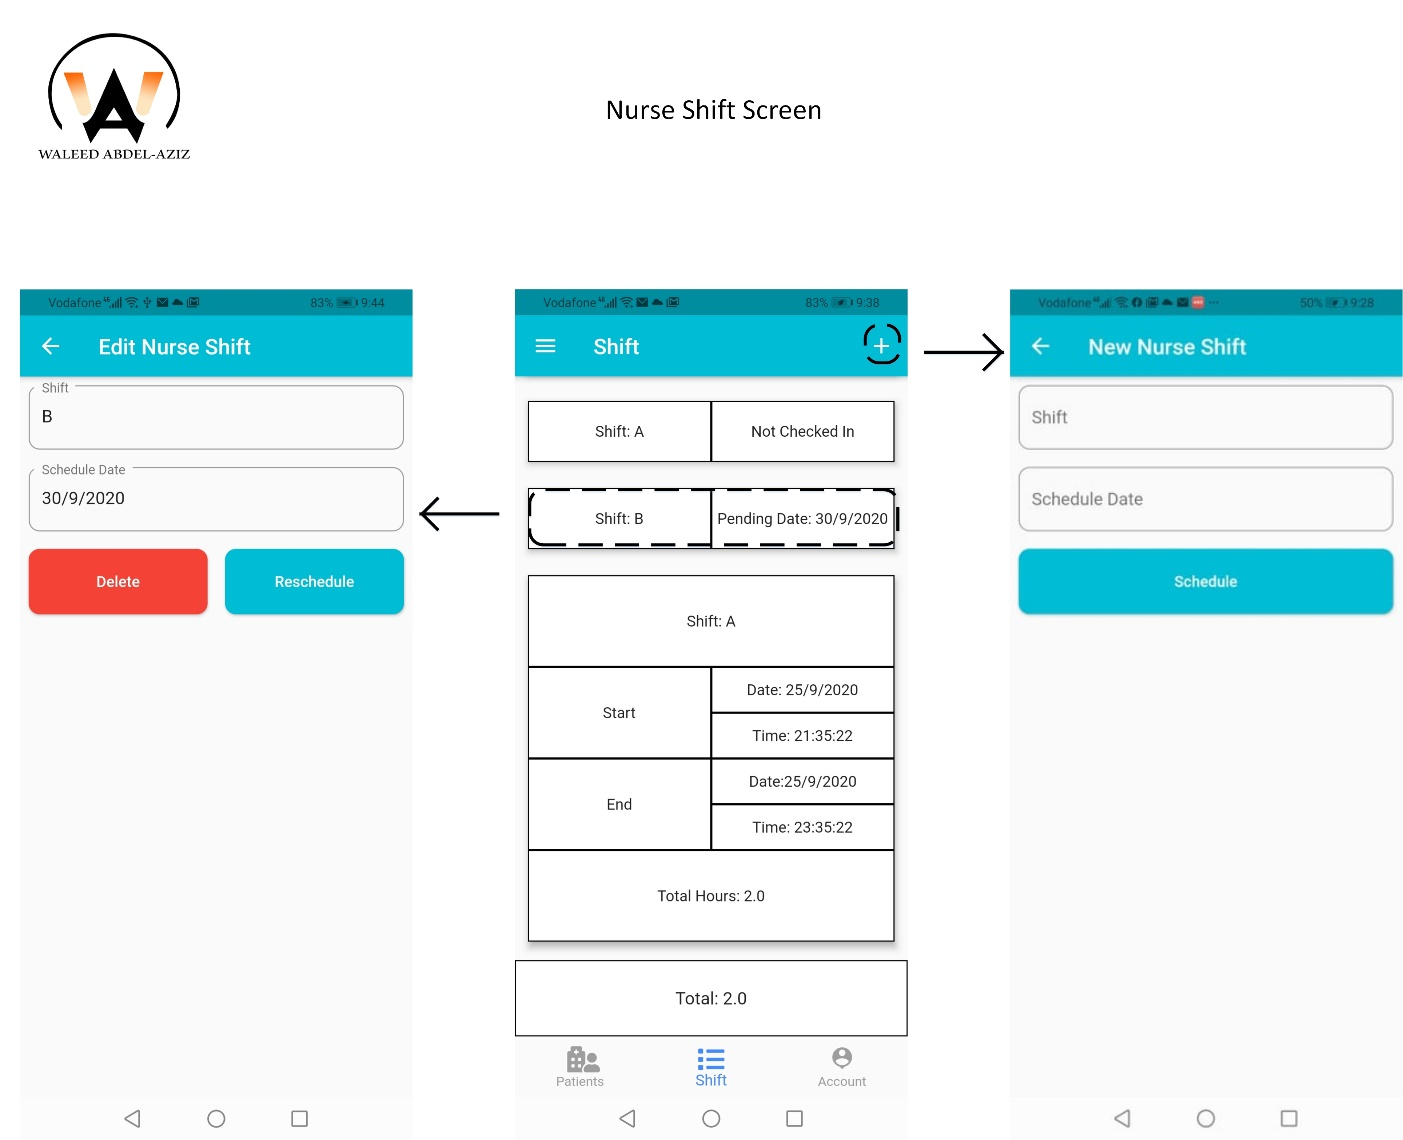 WALEED ABDEL-AZIZ
Nurse Shift Screen
Vodafone 83% 9:44
Edit Nurse Shift
Shift
B
Schedule Date
30/9/2020
Delete Reschedule
Vodafone 83% 9:38
Shift +
Shift: A Not Checked In
Shift: B Pending Date: 30/9/2020
Shift: A
Start
Date: 25/9/2020
Time: 21:35:22
End
Date:25/9/2020
Time: 23:35:22
Total Hours: 2.0
Total: 2.0
Patients Shift Account
Vodafone ... 50% 9:28
New Nurse Shift
Shift
Schedule Date
Schedule